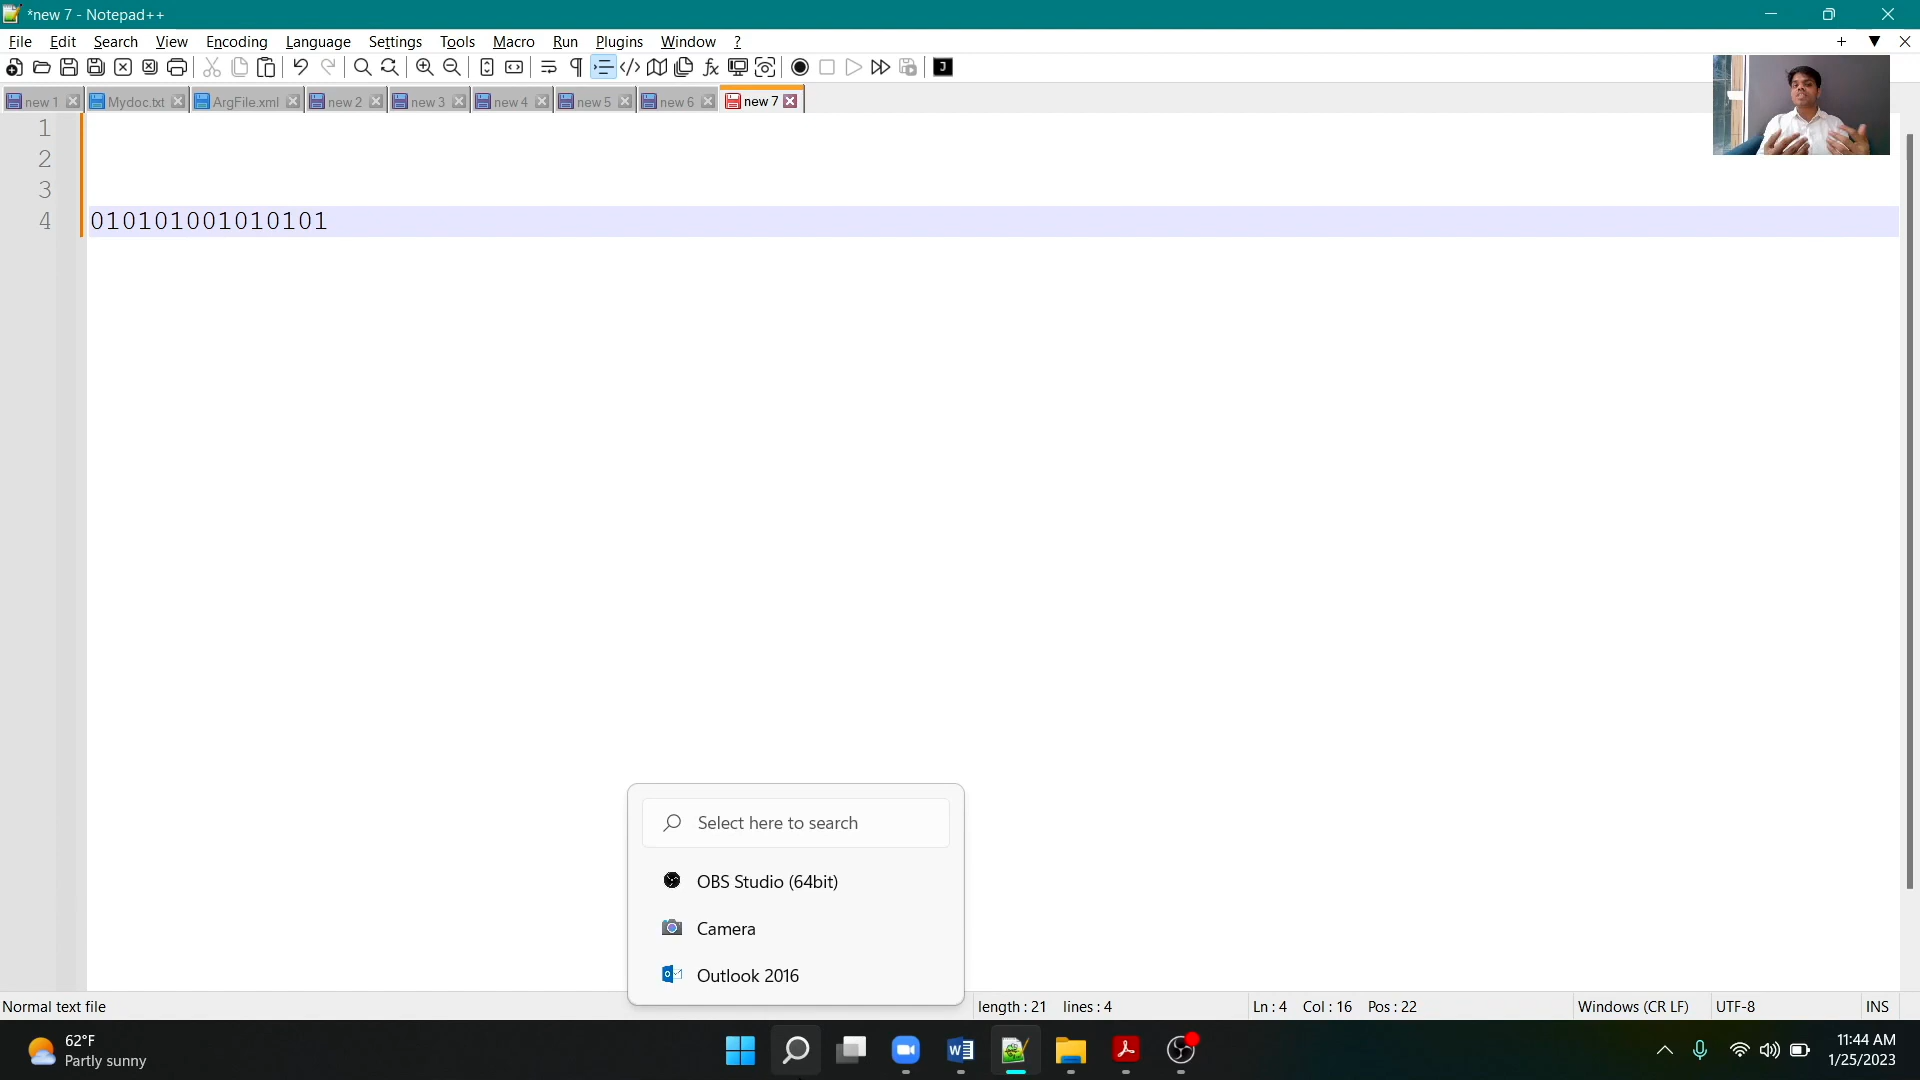 *new 7 - Notepad++
File Edit Search View Encoding Language Settings Tools Macro Run Plugins Window ?
new 1 Mydoc.txt ArgFile.xml new 2 new 3 new 4 new 5 new 6 new 7
1
2
3
4 010101001010101
Select here to search
OBS Studio (64bit)
Camera
Outlook 2016
Normal text file length : 21 lines : 4 Ln : 4 Col : 16 Pos : 22 Windows (CR LF) UTF-8 INS
62°F
Partly sunny
11:44 AM
1/25/2023